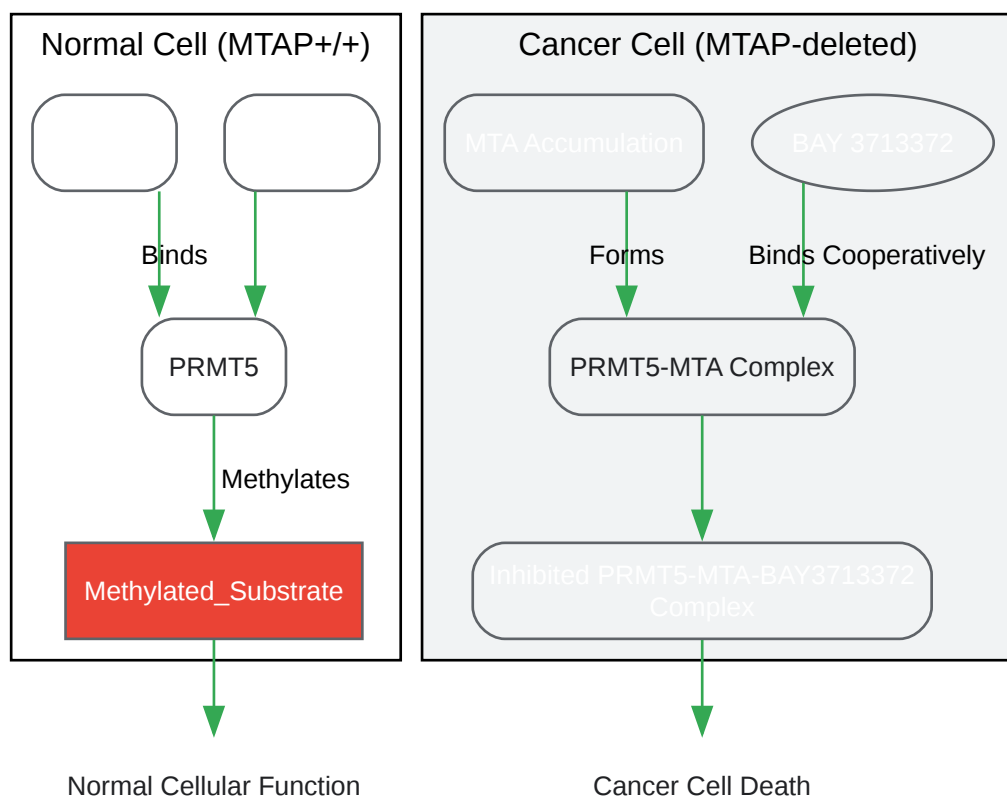 Normal Cell (MTAP+/+)
Cancer Cell (MTAP-deleted)
MTA Accumulation
BAY 3713372
Binds
Forms
Binds Cooperatively
PRMT5
PRMT5-MTA Complex
Methylates
Methylated_Substrate
Inhibited PRMT5-MTA-BAY3713372
Complex
Normal Cellular Function
Cancer Cell Death